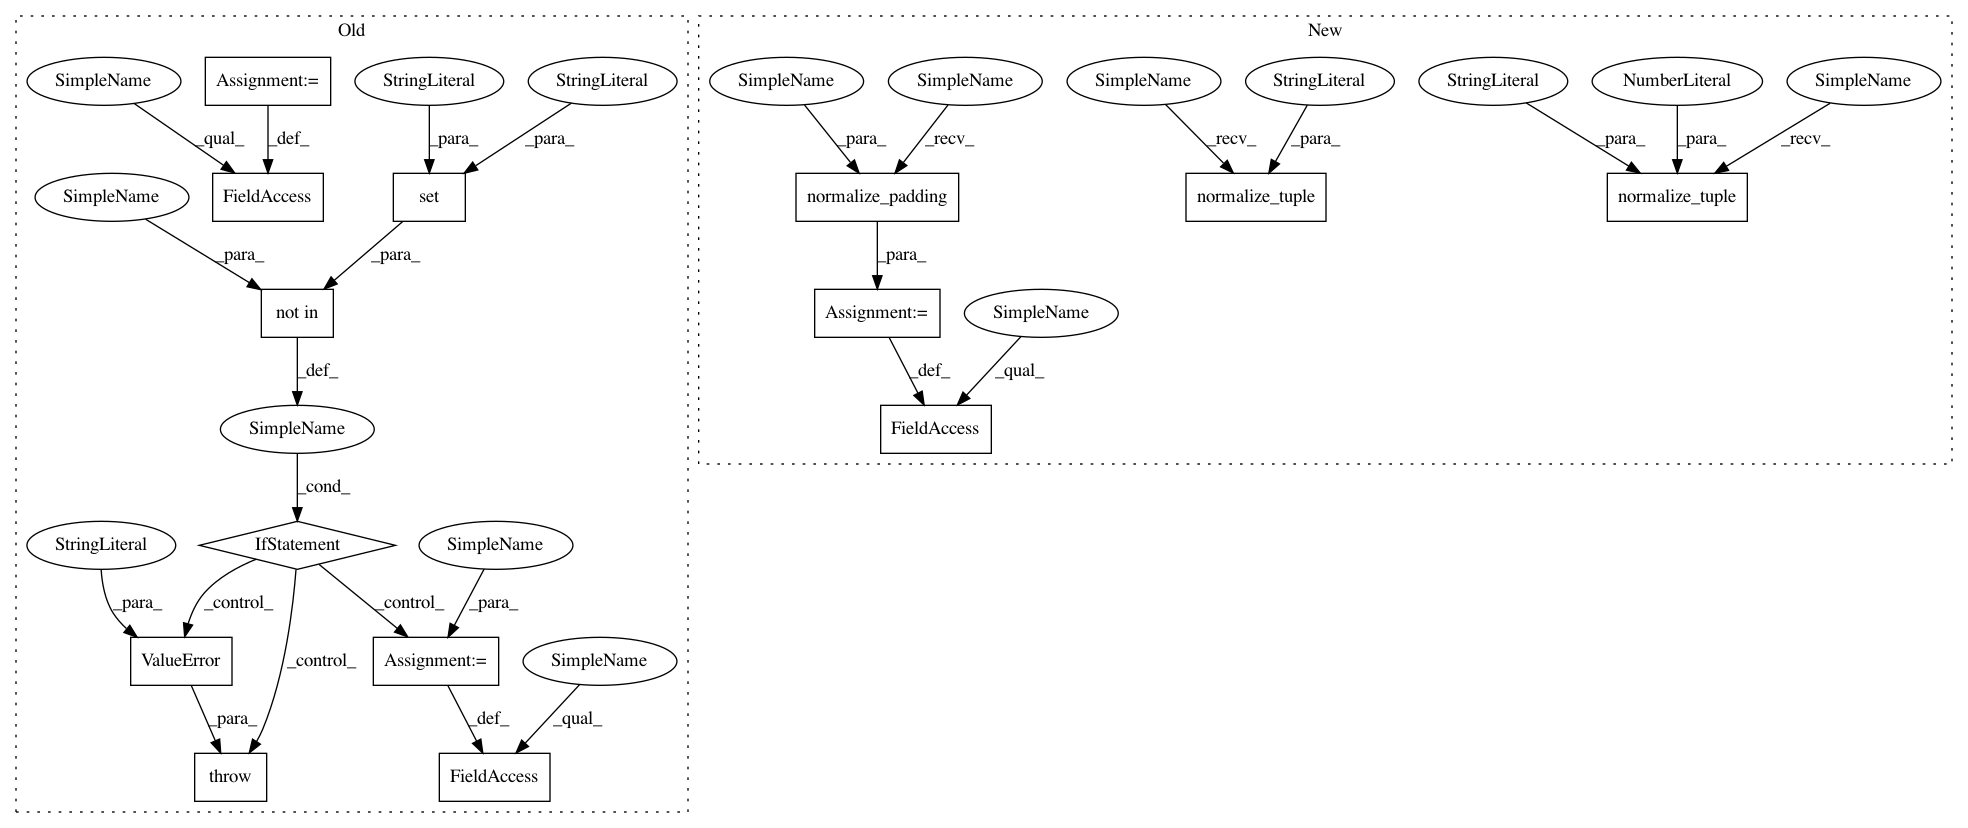 Old
New
SimpleName
Assignment:=
StringLiteral
StringLiteral
SimpleName
SimpleName
SimpleName
StringLiteral
StringLiteral
NumberLiteral
SimpleName
_qual_
_def_
_para_
_para_
_para_
_recv_
_recv_
_para_
_para_
_para_
_recv_
SimpleName
FieldAccess
set
normalize_padding
normalize_tuple
normalize_tuple
_para_
_para_
_para_
not in
Assignment:=
SimpleName
_def_
_def_
_qual_
SimpleName
FieldAccess
_cond_
StringLiteral
IfStatement
SimpleName
_para_
_control_
_control_
_para_
ValueError
_control_
Assignment:=
SimpleName
_para_
_def_
_qual_
throw
FieldAccess